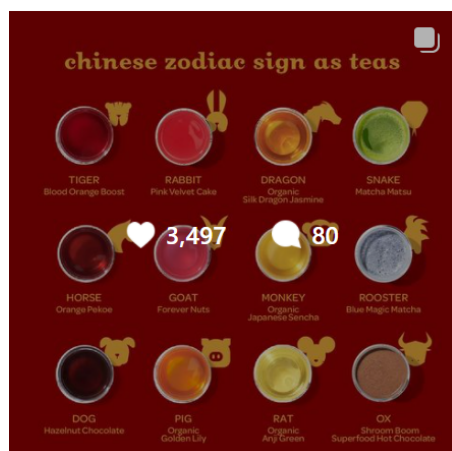 chinese zodiac sign as teas
TIGER
Blood Orange Boost
RABBIT
Pink Velvet Cake
DRAGON
Organic
Silk Dragon Jasmine
SNAKE
Matcha Matsu
3,497
80
HORSE
Orange Pekoe
GOAT
Forever Nuts
MONKEY
Organic
Japanese Sencha
ROOSTER
Blue Magic Matcha
DOG
Hazelnut Chocolate
PIG
Organic
Golden Lily
RAT
Organic
Anji Green
OX
Shroom Boom
Superfood Hot Chocolate